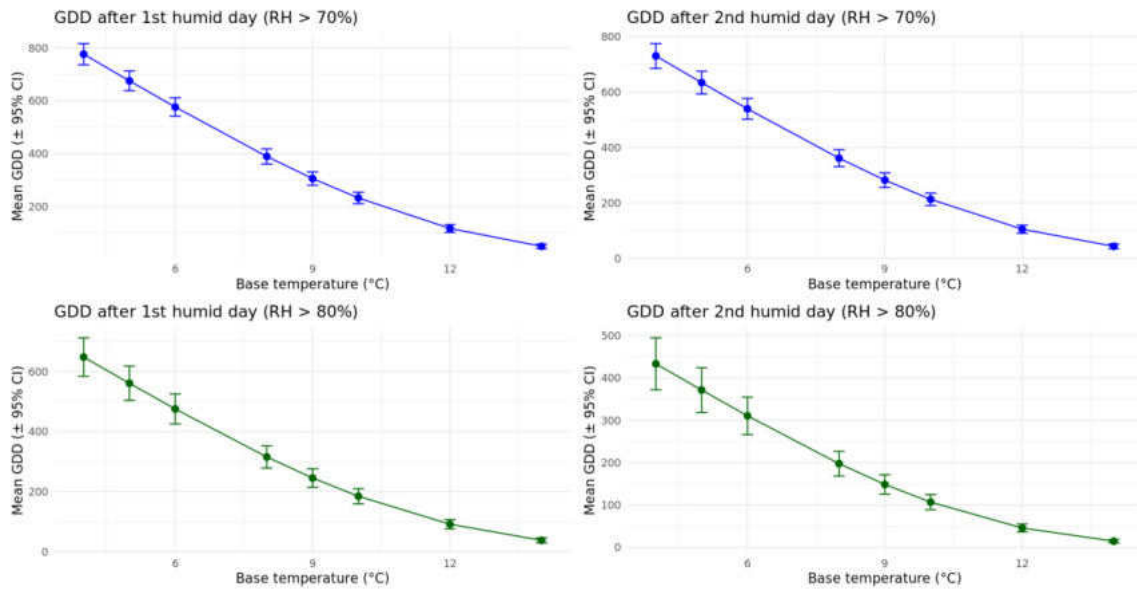 GDD after 1st humid day (RH > 70%)
Mean GDD (± 95% CI)
800
600
400
200
6
9
12
Base temperature (°C)
GDD after 2nd humid day (RH > 70%)
Mean GDD (± 95% CI)
800
600
400
200
0
6
9
12
Base temperature (°C)
GDD after 1st humid day (RH > 80%)
Mean GDD (± 95% CI)
600
400
200
0
6
9
12
Base temperature (°C)
GDD after 2nd humid day (RH > 80%)
Mean GDD (± 95% CI)
500
400
300
200
100
0
6
9
12
Base temperature (°C)